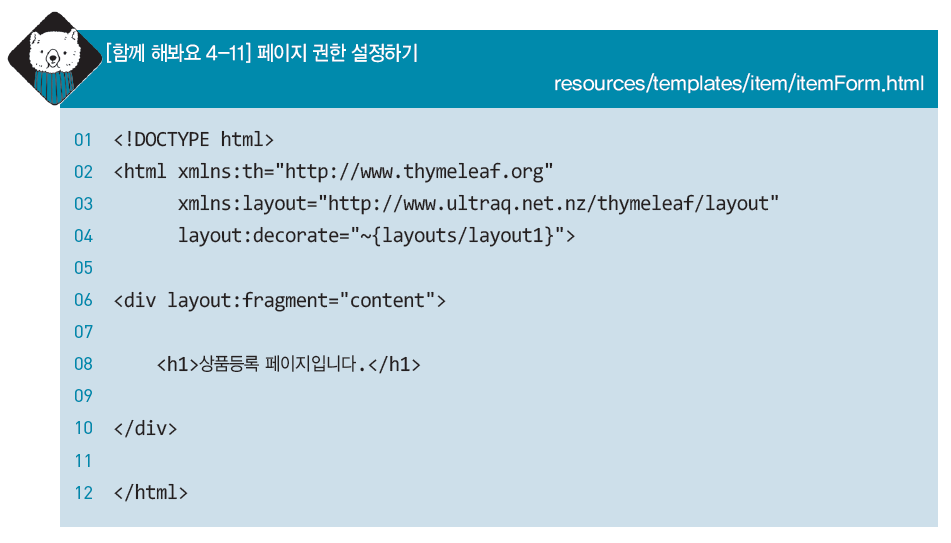 [함께 해봐요 4-11] 페이지 권한 설정하기
resources/templates/item/itemForm.html
01 <!DOCTYPE html>
02 <html xmlns:th="http://www.thymeleaf.org"
03       xmlns:layout="http://www.ultraq.net.nz/thymeleaf/layout"
04       layout:decorate="~{layouts/layout1}">
05
06 <div layout:fragment="content">
07
08     <h1>상품등록 페이지입니다.</h1>
09
10 </div>
11
12 </html>